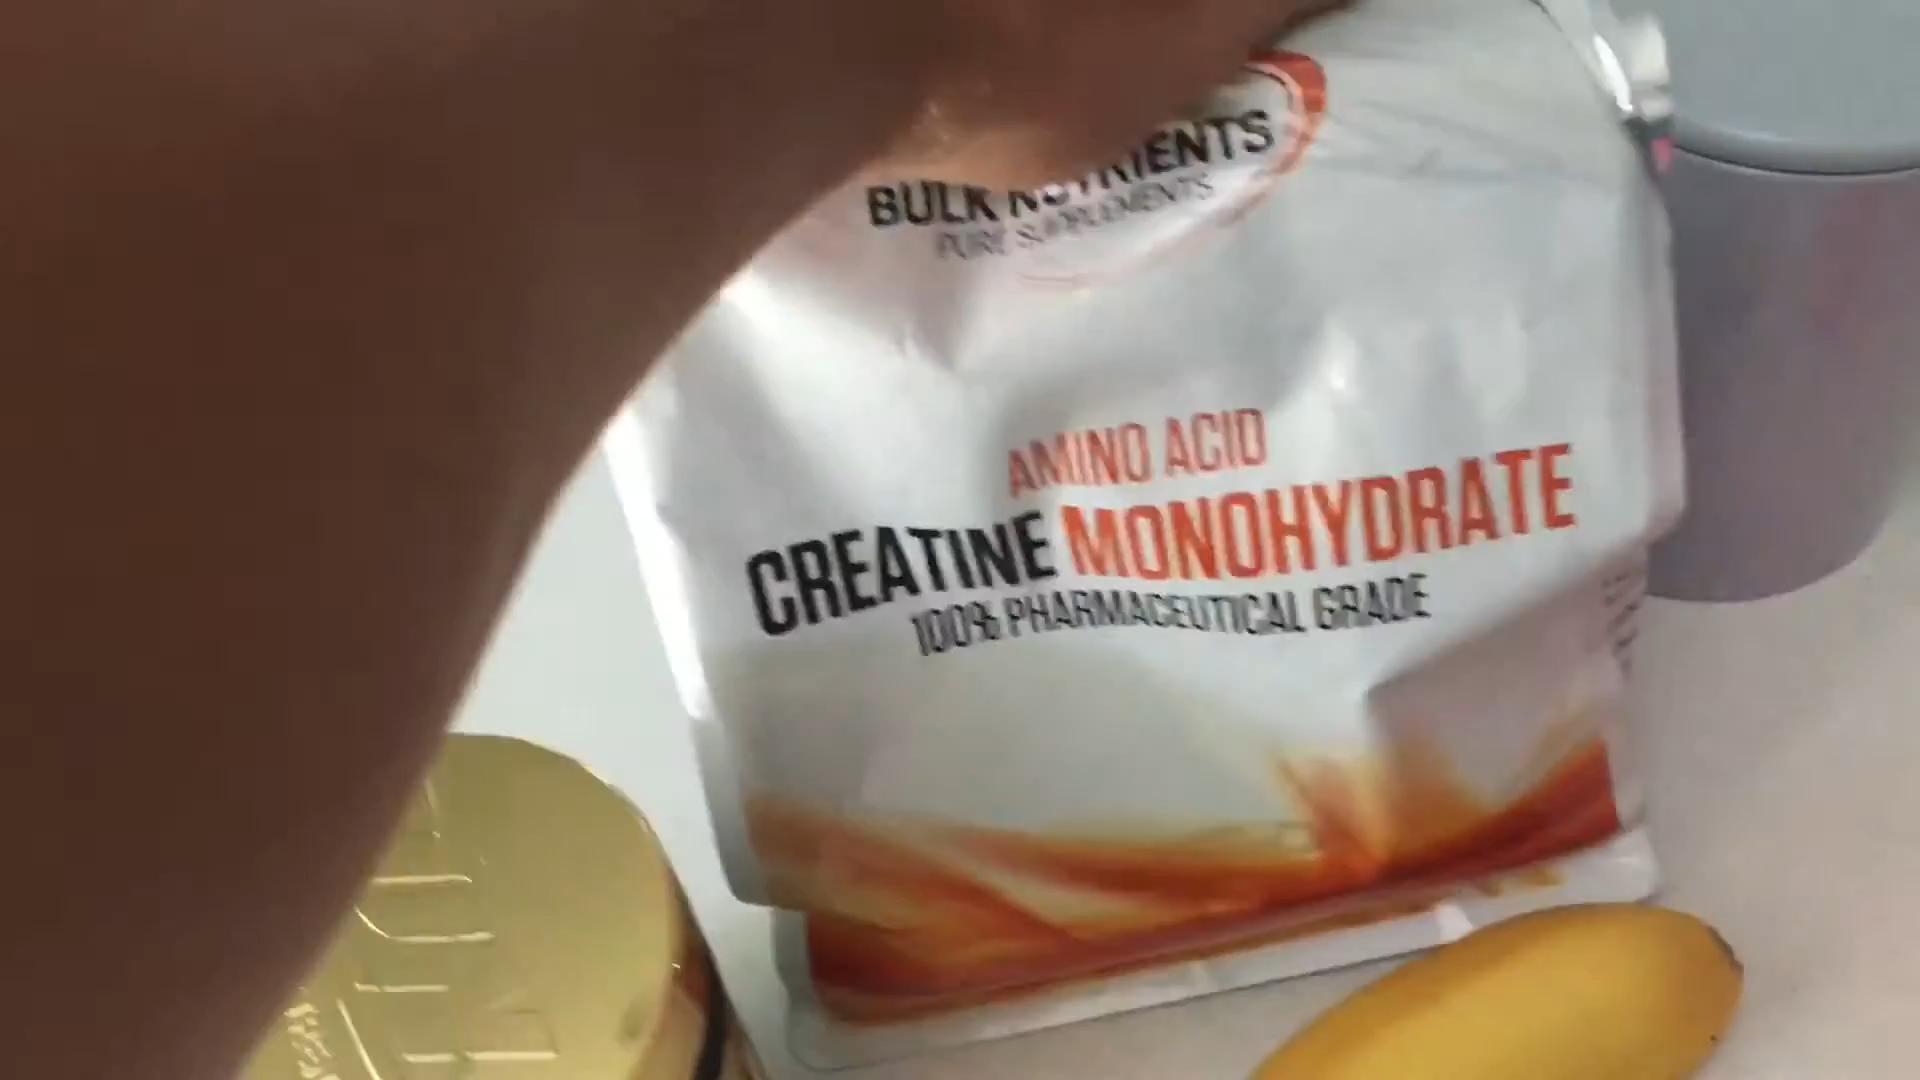 BULK NUTRIENTS
PURE SUPPLEMENTS
AMINO ACID
CREATINE MONOHYDRATE
100% PHARMACEUTICAL GRADE